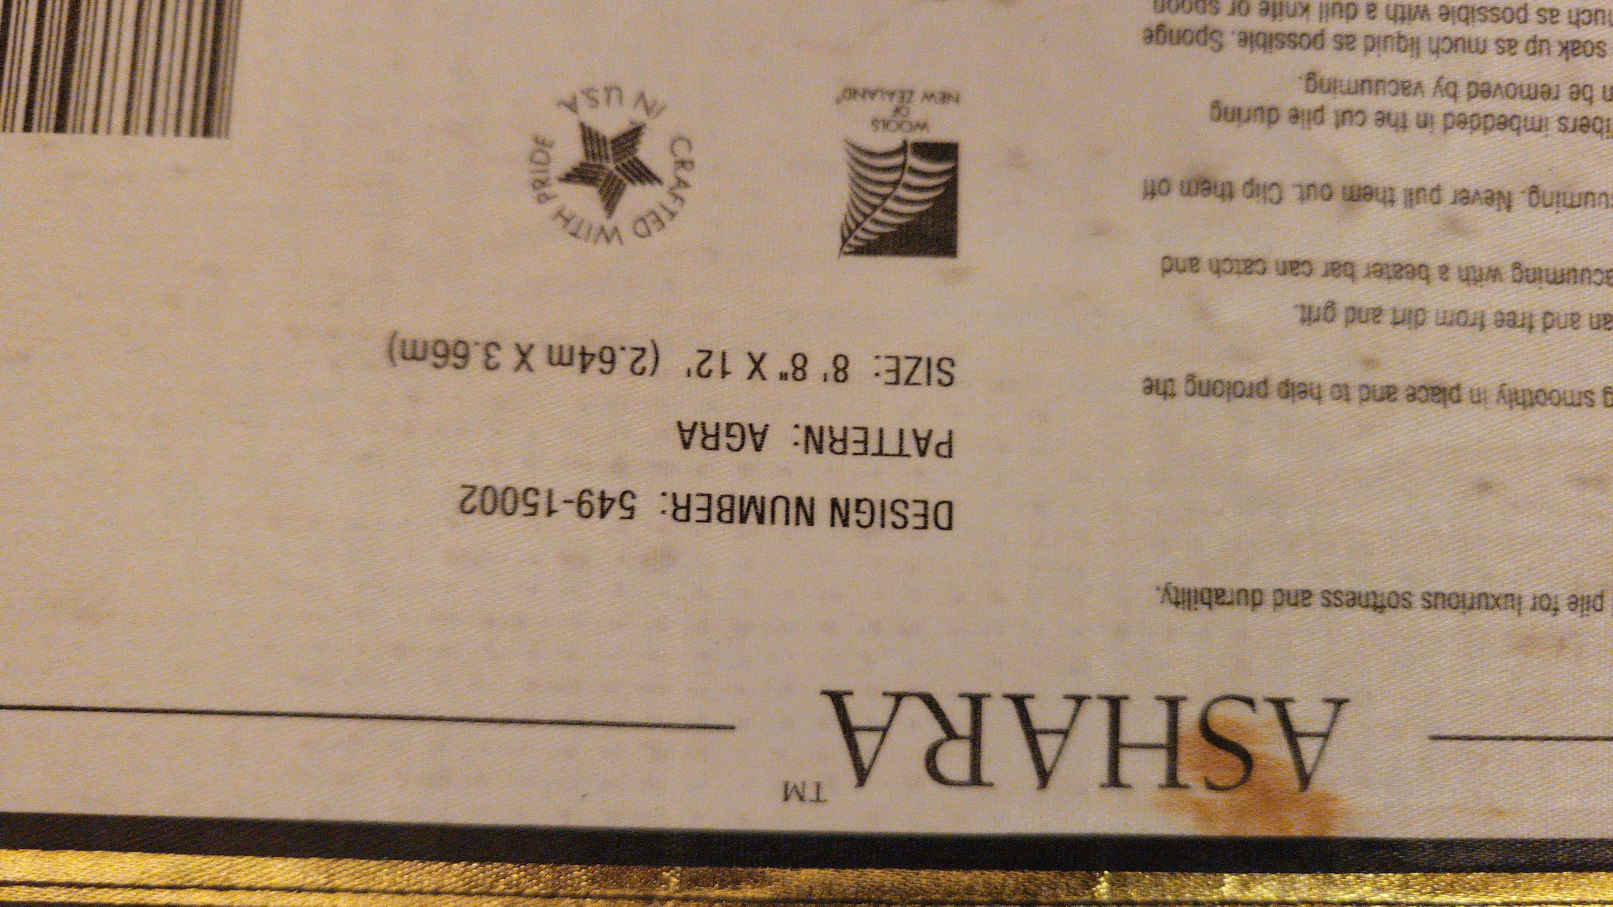 ASHARA™
pile for luxurious softness and durability.
g smoothly in place and to help prolong the
an and free from dirt and grit.
acuuming with a beater bar can catch and
cuuming. Never pull them out. Clip them off
ibers imbedded in the cut pile during
n be removed by vacuuming.
soak up as much liquid as possible. Sponge
uch as possible with a dull knife or spoon
DESIGN NUMBER: 549-15002
PATTERN: AGRA
SIZE: 8' 8" X 12' (2.64m X 3.66m)
WOOLS
OF
NEW ZEALAND
CRAFTED WITH PRIDE IN U.S.A.